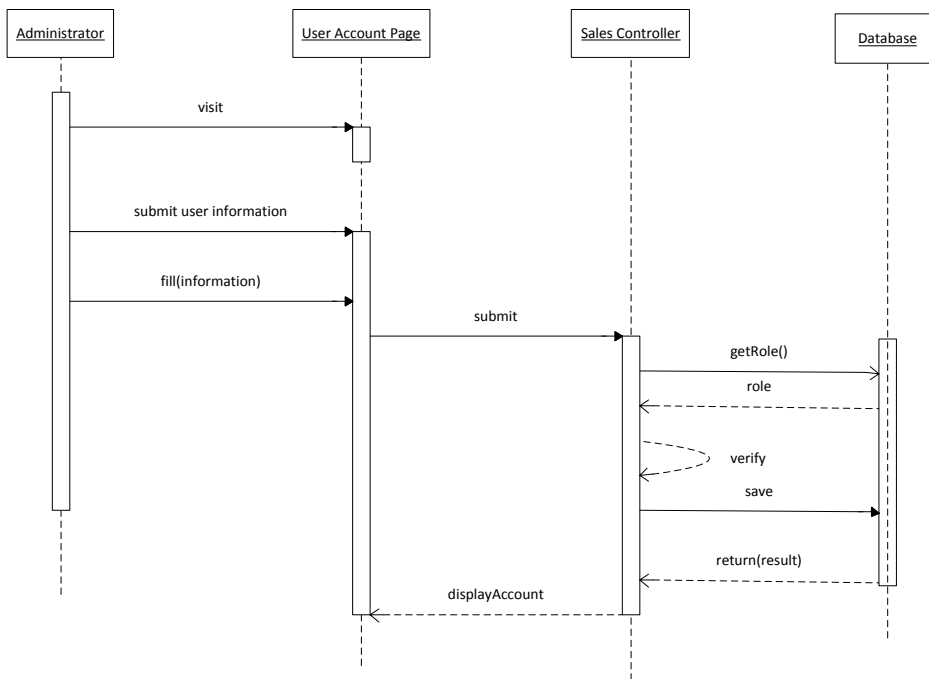 Administrator
User Account Page
Sales Controller
Database
visit
submit user information
fill(information)
submit
getRole()
role
verify
save
return(result)
displayAccount